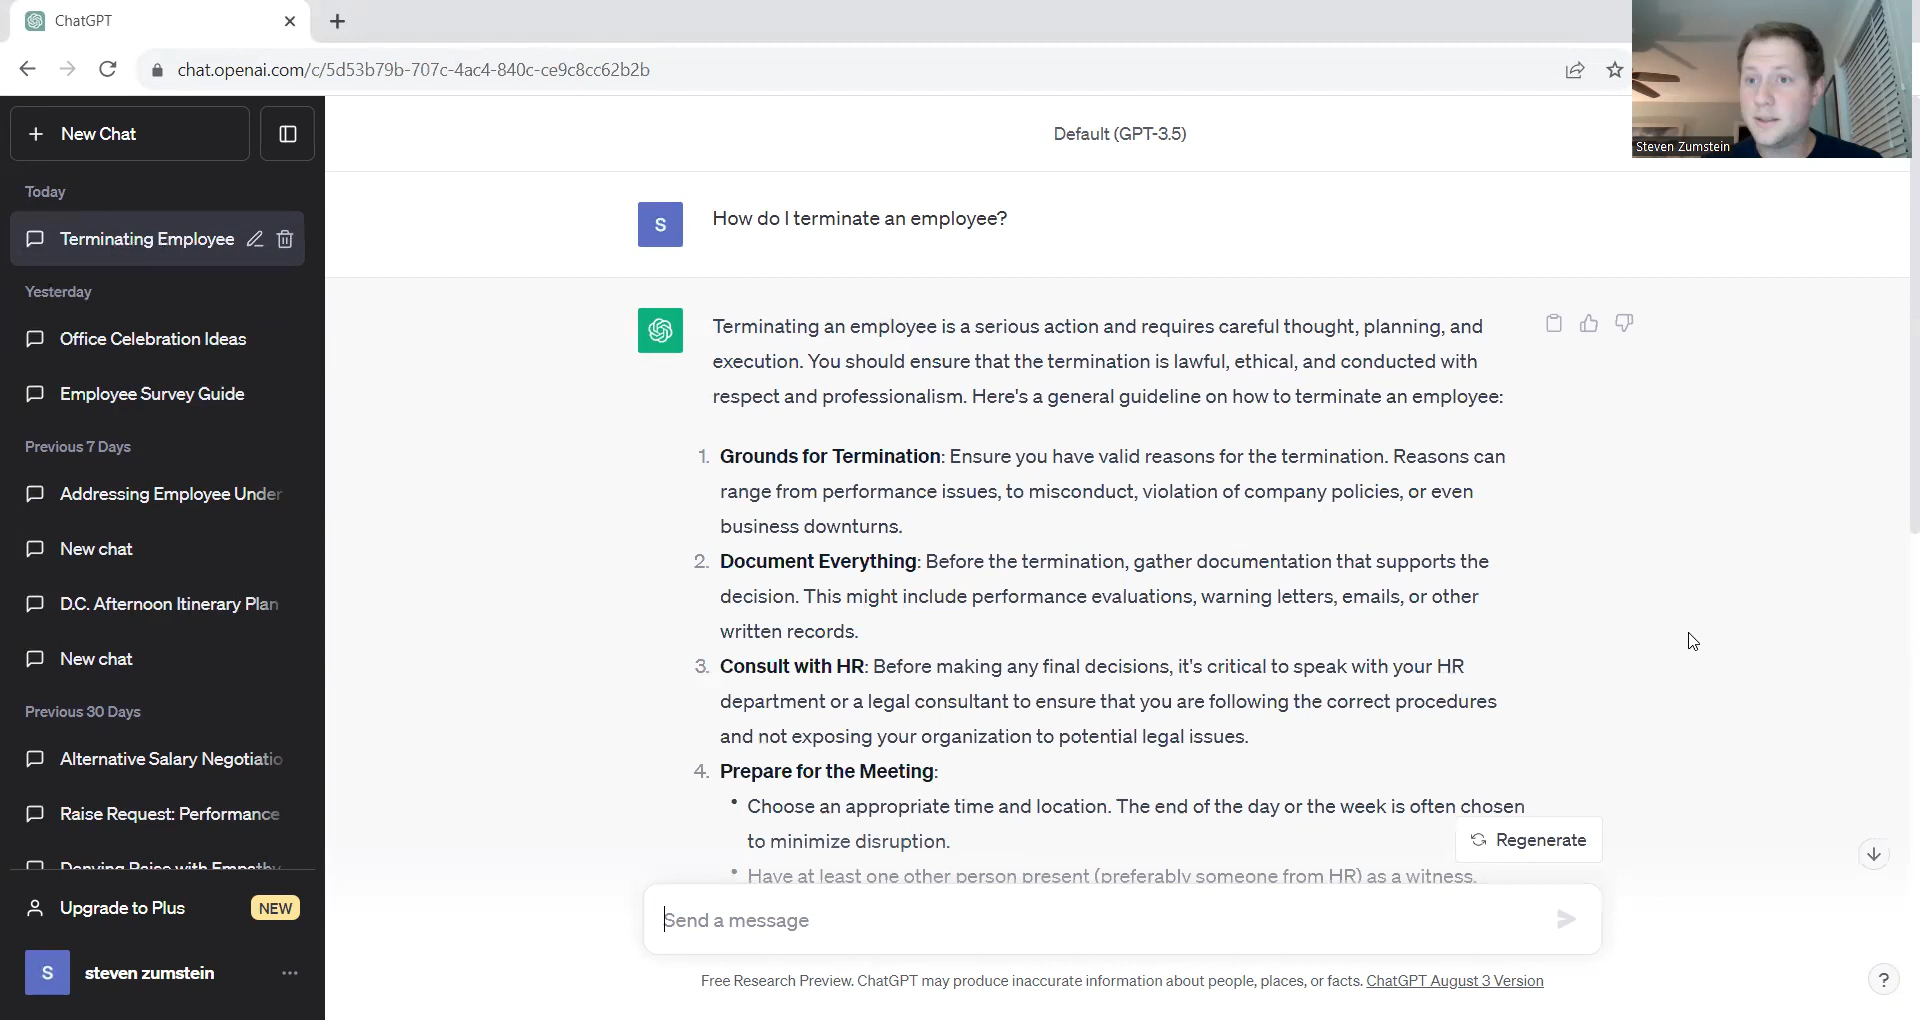 ChatGPT
chat.openai.com/c/5d53b79b-707c-4ac4-840c-ce9c8cc62b2b
Steven Zumstein
New Chat
Today
Terminating Employee
Yesterday
Office Celebration Ideas
Employee Survey Guide
Previous 7 Days
Addressing Employee Under
New chat
D.C. Afternoon Itinerary Plan
New chat
Previous 30 Days
Alternative Salary Negotiatio
Raise Request: Performance
Denying Raise with Empathy
Upgrade to Plus NEW
S steven zumstein
Default (GPT-3.5)
S How do I terminate an employee?
Terminating an employee is a serious action and requires careful thought, planning, and
execution. You should ensure that the termination is lawful, ethical, and conducted with
respect and professionalism. Here's a general guideline on how to terminate an employee:
1. Grounds for Termination: Ensure you have valid reasons for the termination. Reasons can
range from performance issues, to misconduct, violation of company policies, or even
business downturns.
2. Document Everything: Before the termination, gather documentation that supports the
decision. This might include performance evaluations, warning letters, emails, or other
written records.
3. Consult with HR: Before making any final decisions, it's critical to speak with your HR
department or a legal consultant to ensure that you are following the correct procedures
and not exposing your organization to potential legal issues.
4. Prepare for the Meeting:
• Choose an appropriate time and location. The end of the day or the week is often chosen
to minimize disruption.
• Have at least one other person present (preferably someone from HR) as a witness.
Regenerate
Send a message
Free Research Preview. ChatGPT may produce inaccurate information about people, places, or facts. ChatGPT August 3 Version
?